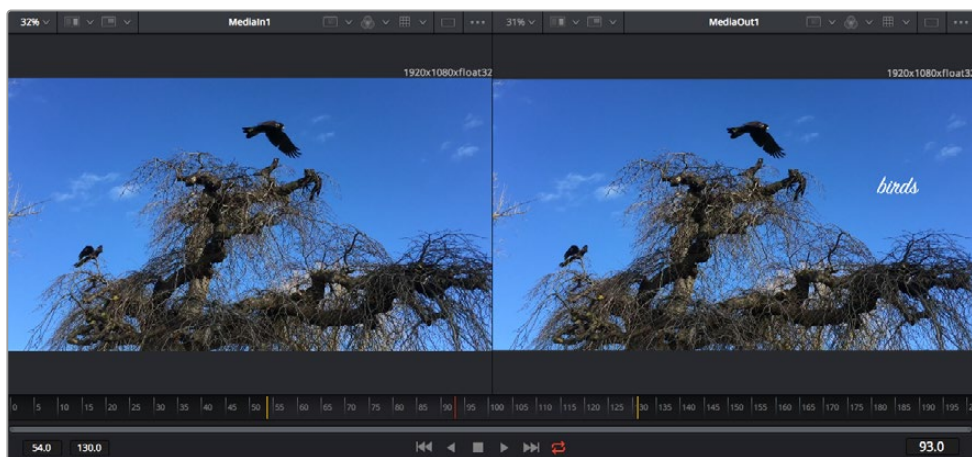 32% MediaIn1 31% MediaOut1
1920x1080xfloat32 1920x1080xfloat32
birds
0 5 10 15 20 25 30 35 40 45 50 55 60 65 70 75 80 85 90 95 100 105 110 115 120 125 130 135 140 145 150 155 160 165 170 175 180 185 190 195
54.0 130.0 93.0